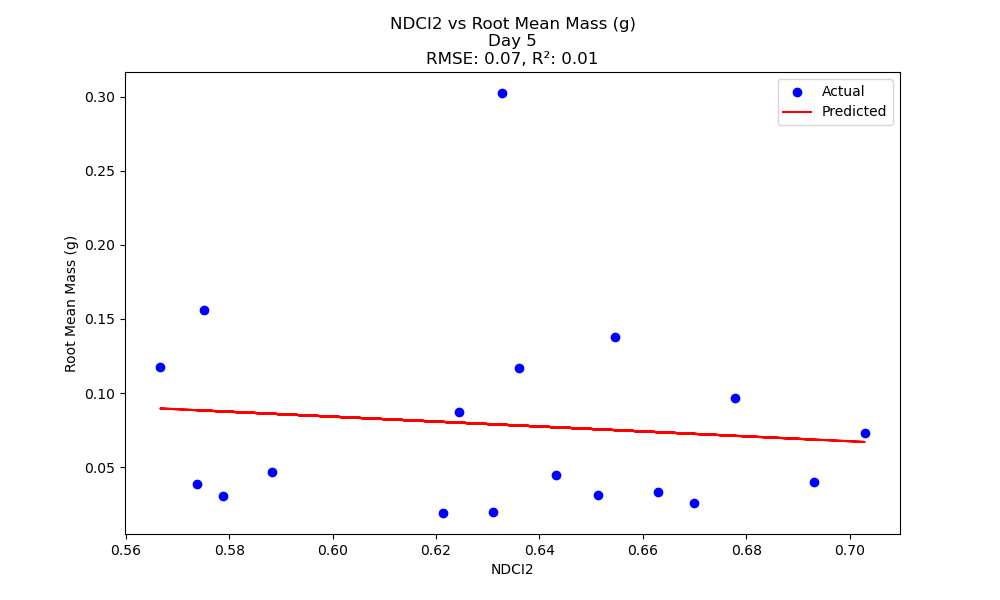 NDCI2 vs Root Mean Mass (g)
Day 5
RMSE: 0.07, R²: 0.01
Actual
Predicted
0.30
0.25
0.20
0.15
0.10
0.05
Root Mean Mass (g)
0.56 0.58 0.60 0.62 0.64 0.66 0.68 0.70
NDCI2